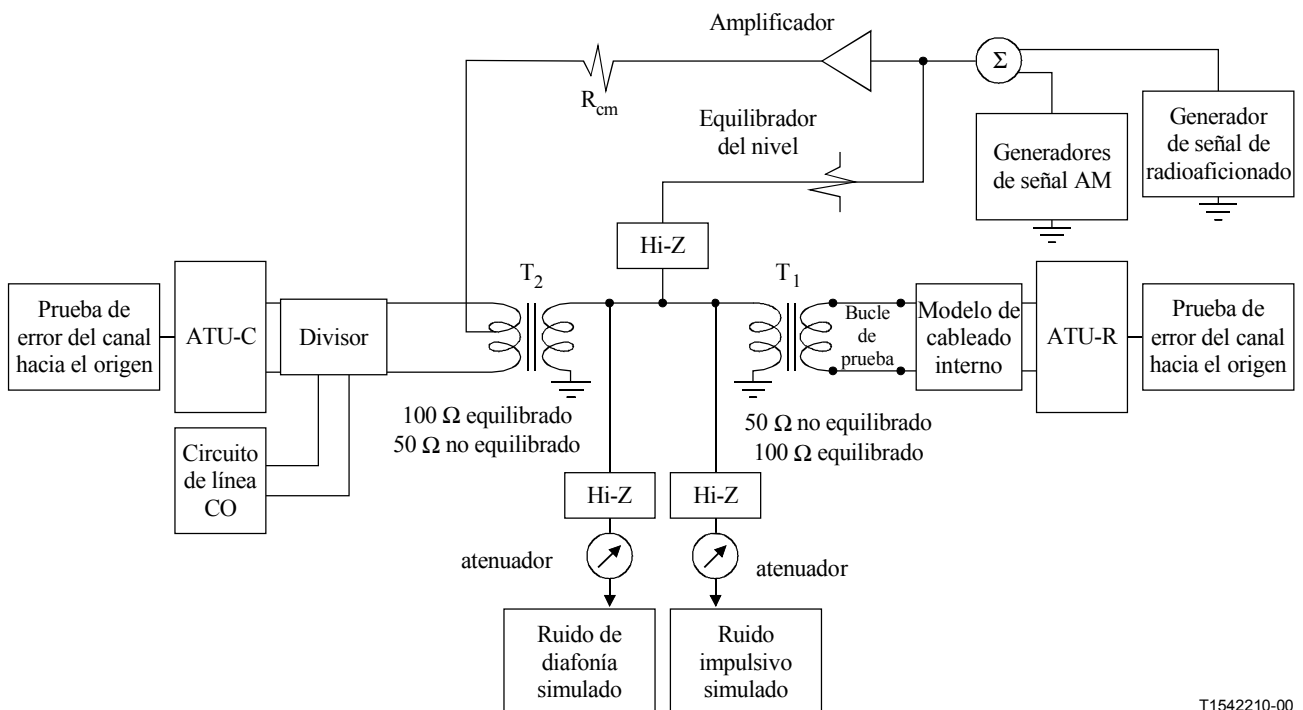 Amplificador
Σ
R_cm
Equilibrador
del nivel
Generadores
de señal AM
Generador
de señal de
radioaficionado
Hi-Z
T_2
T_1
Prueba de
error del canal
hacia el origen
ATU-C
Divisor
Bucle
de
prueba
Modelo de
cableado
interno
ATU-R
Prueba de
error del canal
hacia el origen
100 Ω equilibrado
50 Ω no equilibrado
50 Ω no equilibrado
100 Ω equilibrado
Circuito
de línea
CO
Hi-Z
Hi-Z
atenuador
atenuador
Ruido de
diafonía
simulado
Ruido
impulsivo
simulado
T1542210-00